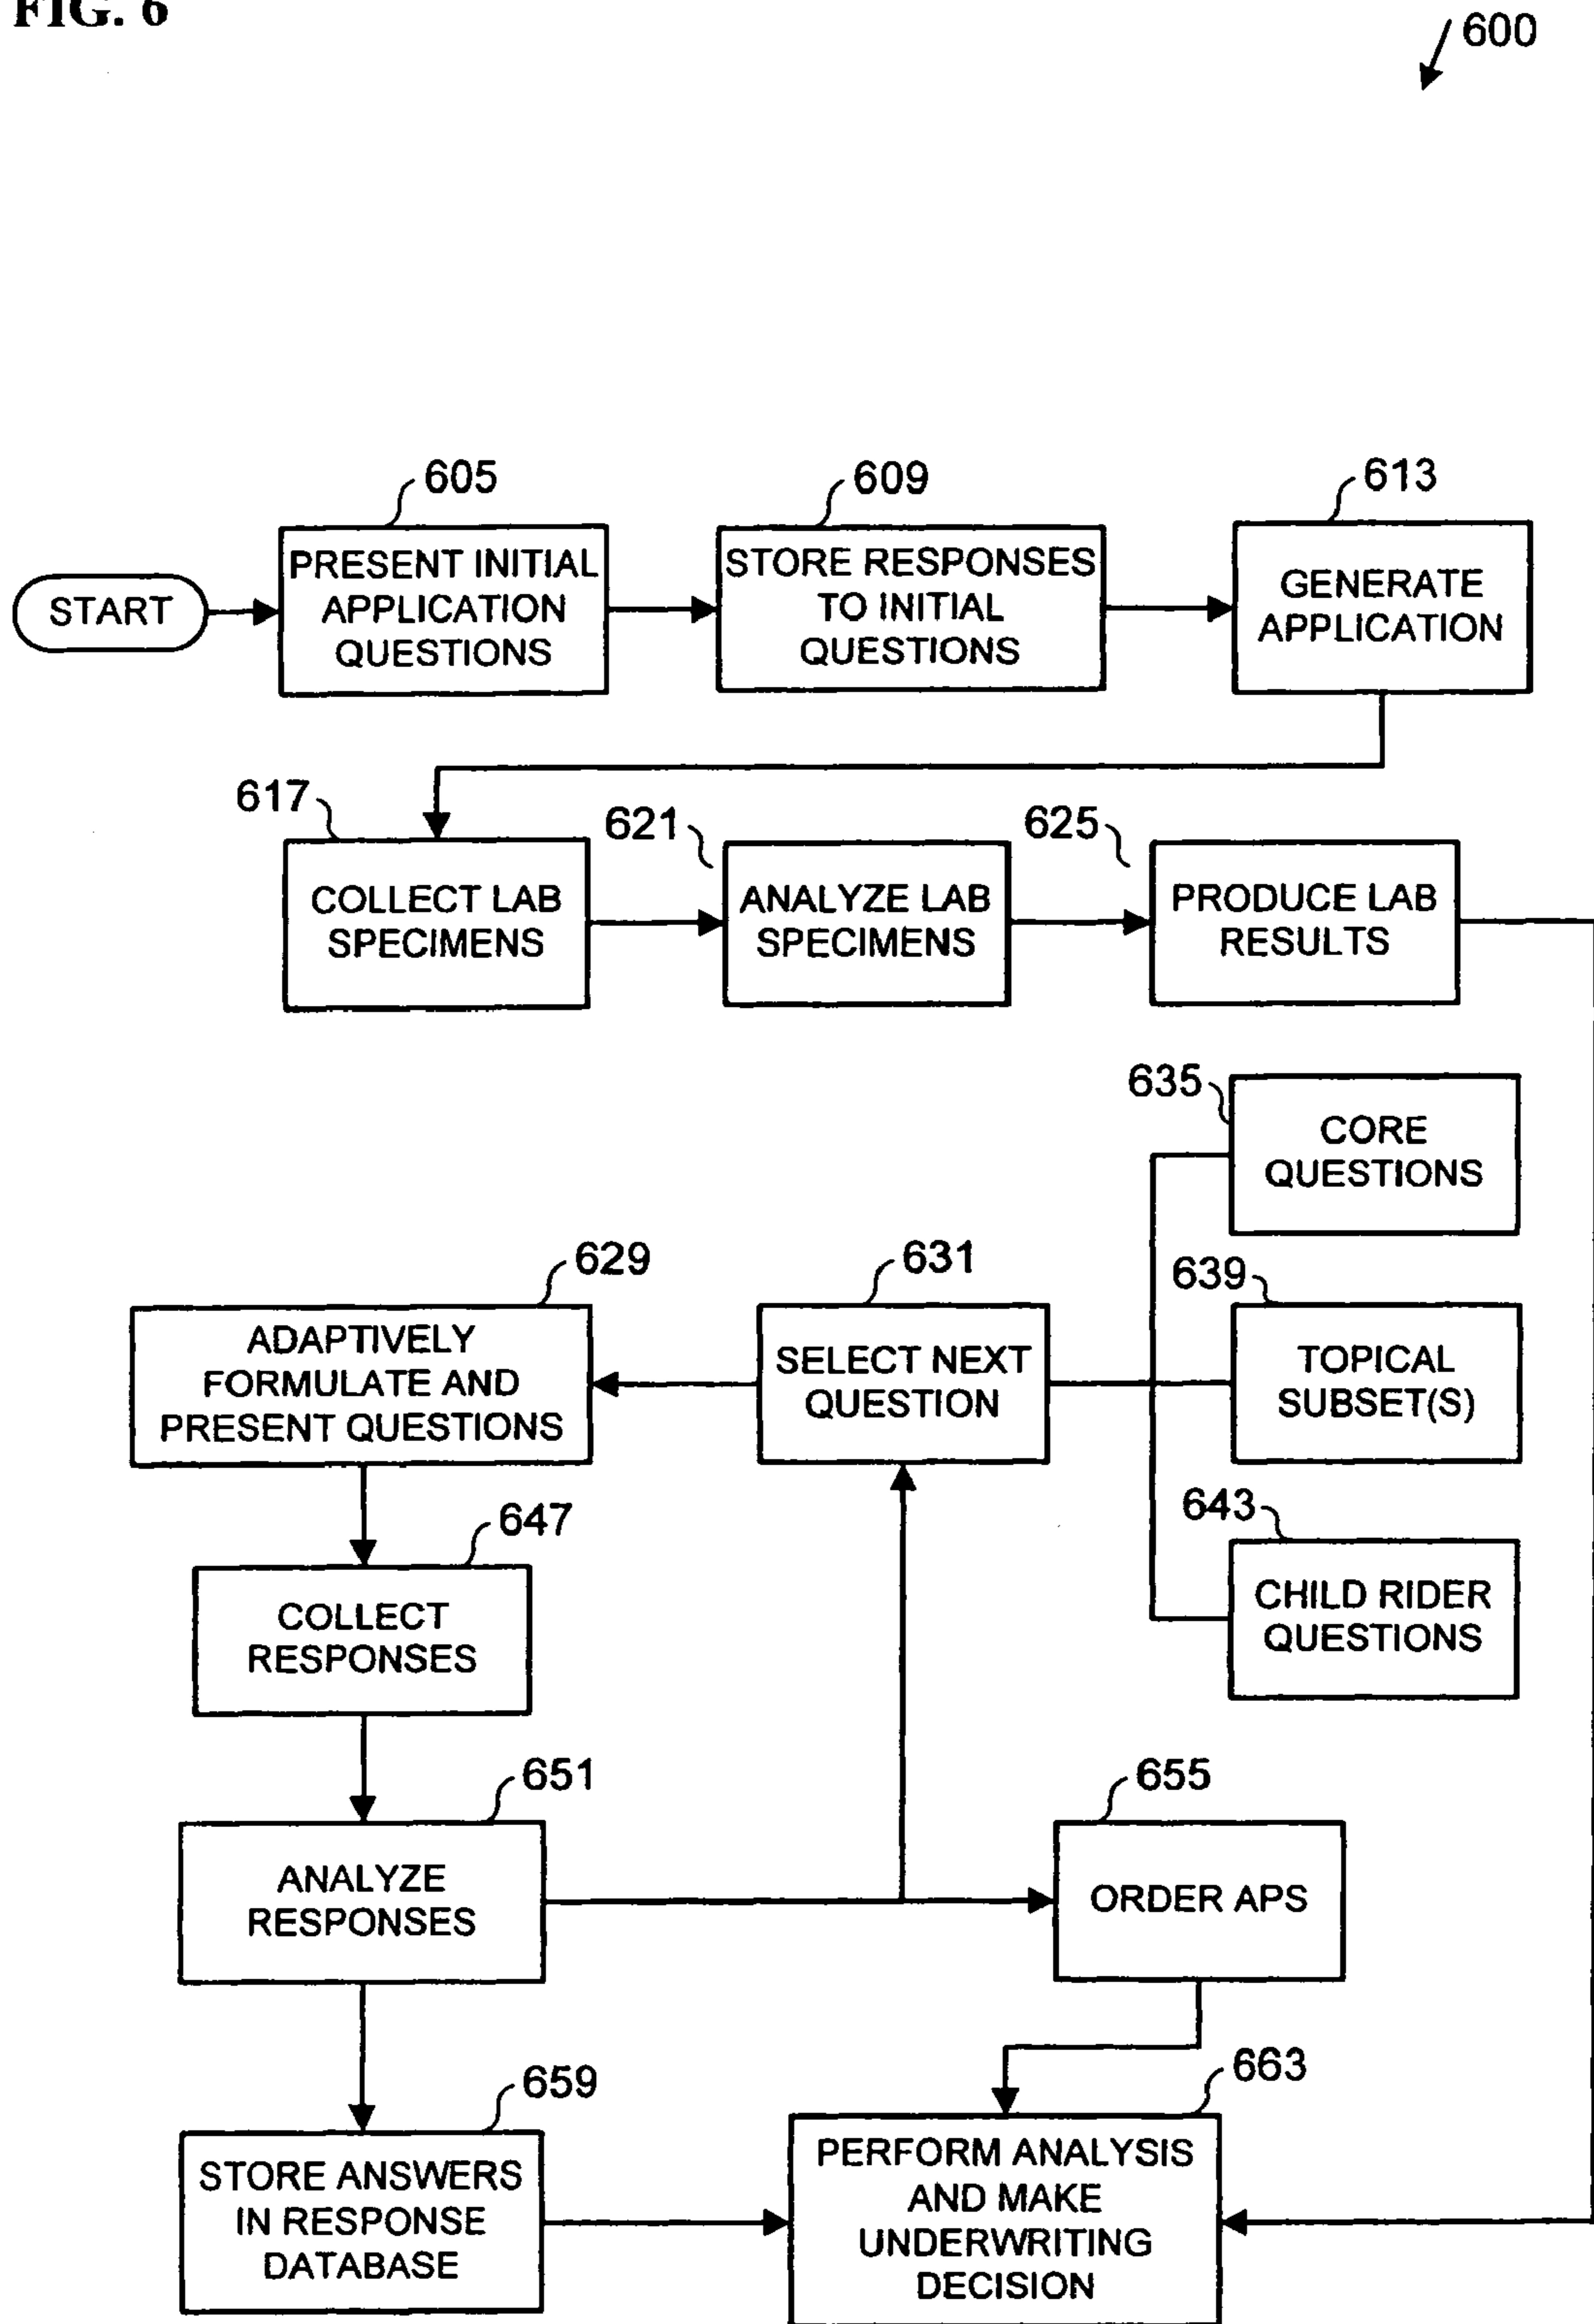 FIG. 6
600
605
609
613
START
PRESENT INITIAL
APPLICATION
QUESTIONS
STORE RESPONSES
TO INITIAL
QUESTIONS
GENERATE
APPLICATION
617
621
625
COLLECT LAB
SPECIMENS
ANALYZE LAB
SPECIMENS
PRODUCE LAB
RESULTS
635
CORE
QUESTIONS
629
631
639
ADAPTIVELY
FORMULATE AND
PRESENT QUESTIONS
SELECT NEXT
QUESTION
TOPICAL
SUBSET(S)
647
643
COLLECT
RESPONSES
CHILD RIDER
QUESTIONS
651
655
ANALYZE
RESPONSES
ORDER APS
659
663
STORE ANSWERS
IN RESPONSE
DATABASE
PERFORM ANALYSIS
AND MAKE
UNDERWRITING
DECISION